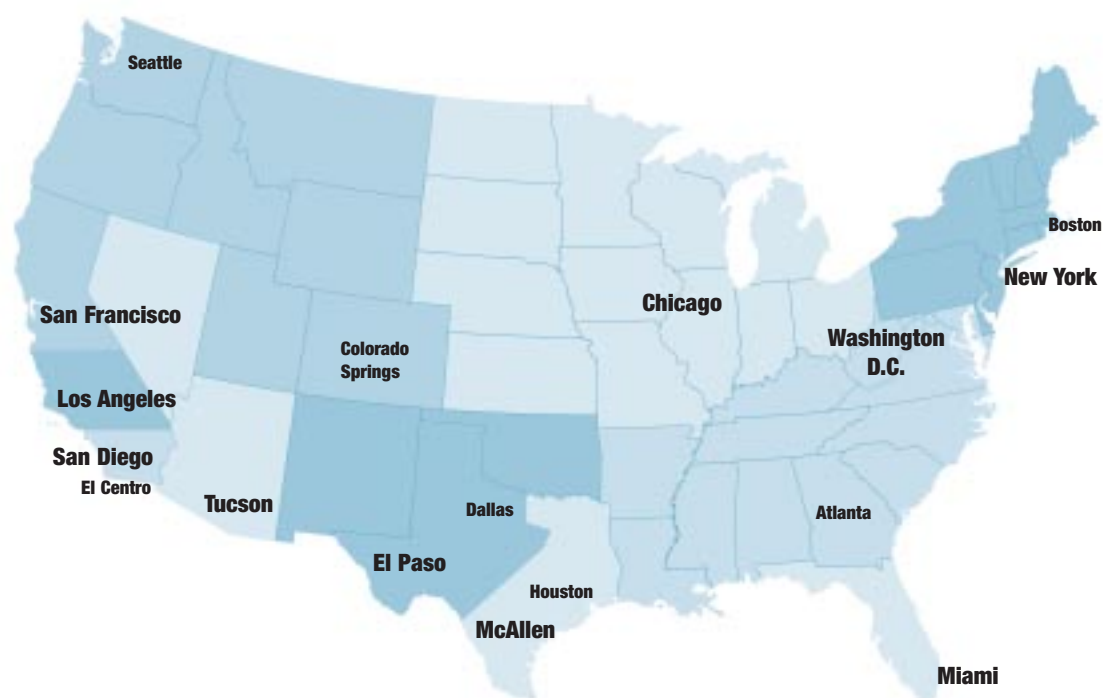 Seattle
Boston
New York
Chicago
San Francisco
Washington
D.C.
Colorado
Springs
Los Angeles
San Diego
El Centro
Tucson
Dallas
Atlanta
El Paso
Houston
McAllen
Miami